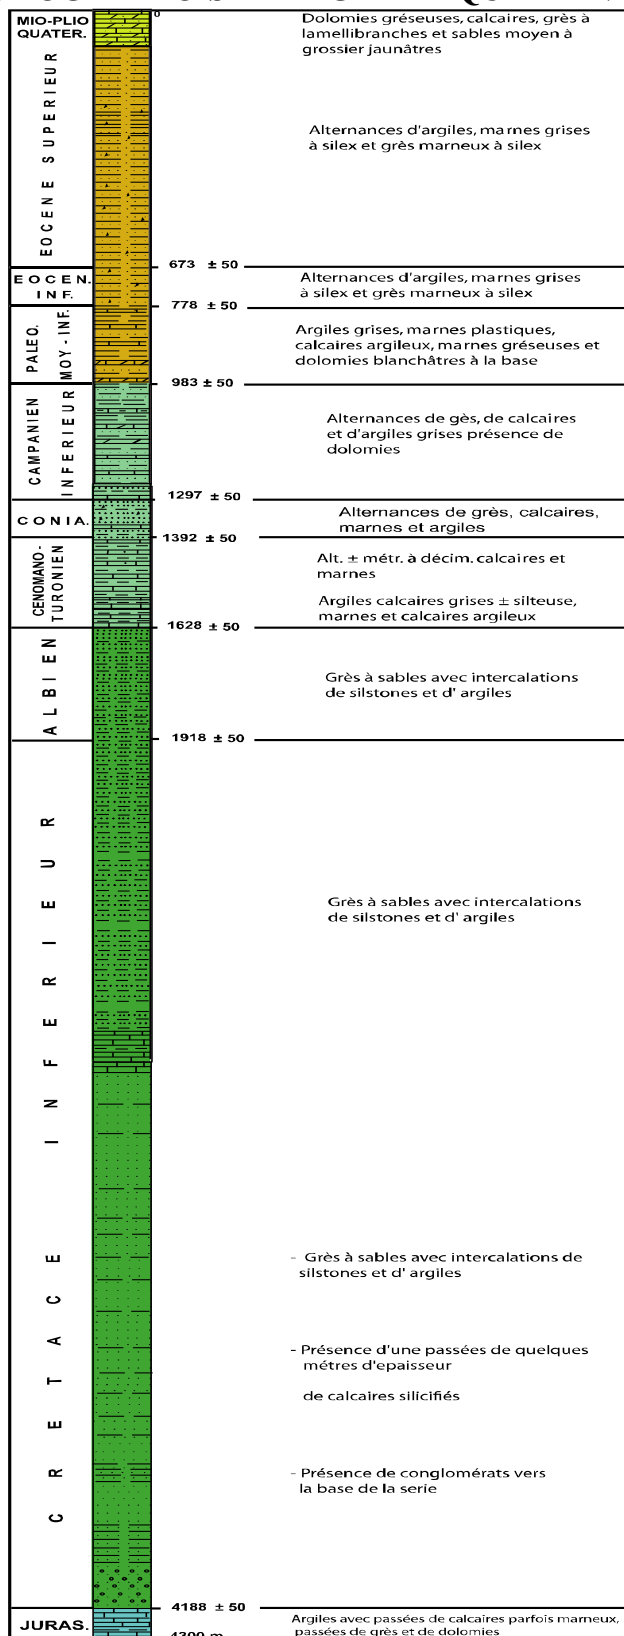 MIO-PLIO
QUATER.
0
Dolomies gréseuses, calcaires, grès à
lamellibranches et sables moyen à
grossier jaunâtres
EOCENE SUPERIEUR
Alternances d'argiles, marnes grises
à silex et grès marneux à silex
673 ± 50
EOCEN.
INF.
Alternances d'argiles, marnes grises
à silex et grès marneux à silex
778 ± 50
PALEO.
MOY-INF.
Argiles grises, marnes plastiques,
calcaires argileux, marnes gréseuses et
dolomies blanchâtres à la base
983 ± 50
CAMPANIEN
INFERIEUR
Alternances de gès, de calcaires
et d'argiles grises présence de
dolomies
1297 ± 50
CONIA.
Alternances de grès, calcaires,
marnes et argiles
1392 ± 50
CENOMANO-
TURONIEN
Alt. ± métr. à décim. calcaires et
marnes
Argiles calcaires grises ± silteuse,
marnes et calcaires argileux
1628 ± 50
ALBIEN
Grès à sables avec intercalations
de silstones et d' argiles
1918 ± 50
CRETACE INFERIEUR
Grès à sables avec intercalations
de silstones et d' argiles
- Grès à sables avec intercalations de
silstones et d' argiles
- Présence d'une passées de quelques
métres d'epaisseur
de calcaires silicifiés
- Présence de conglomérats vers
la base de la serie
4188 ± 50
JURAS.
Argiles avec passées de calcaires parfois marneux,
passées de grès et de dolomies
4300 m